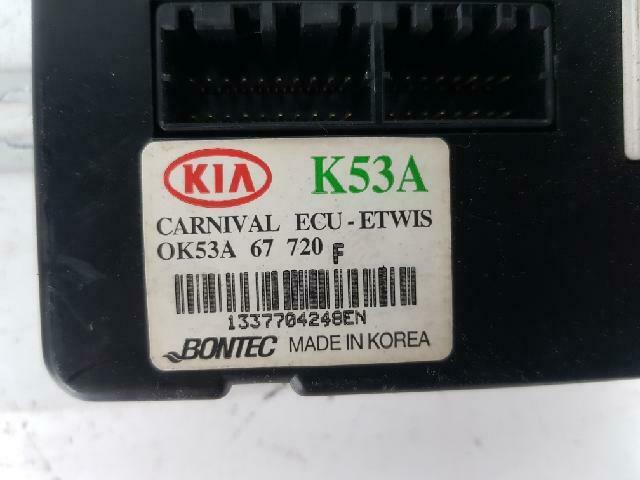 KIA K53A
CARNIVAL ECU - ETWIS
OK53A 67 720 F
1337704248EN
BONTEC MADE IN KOREA